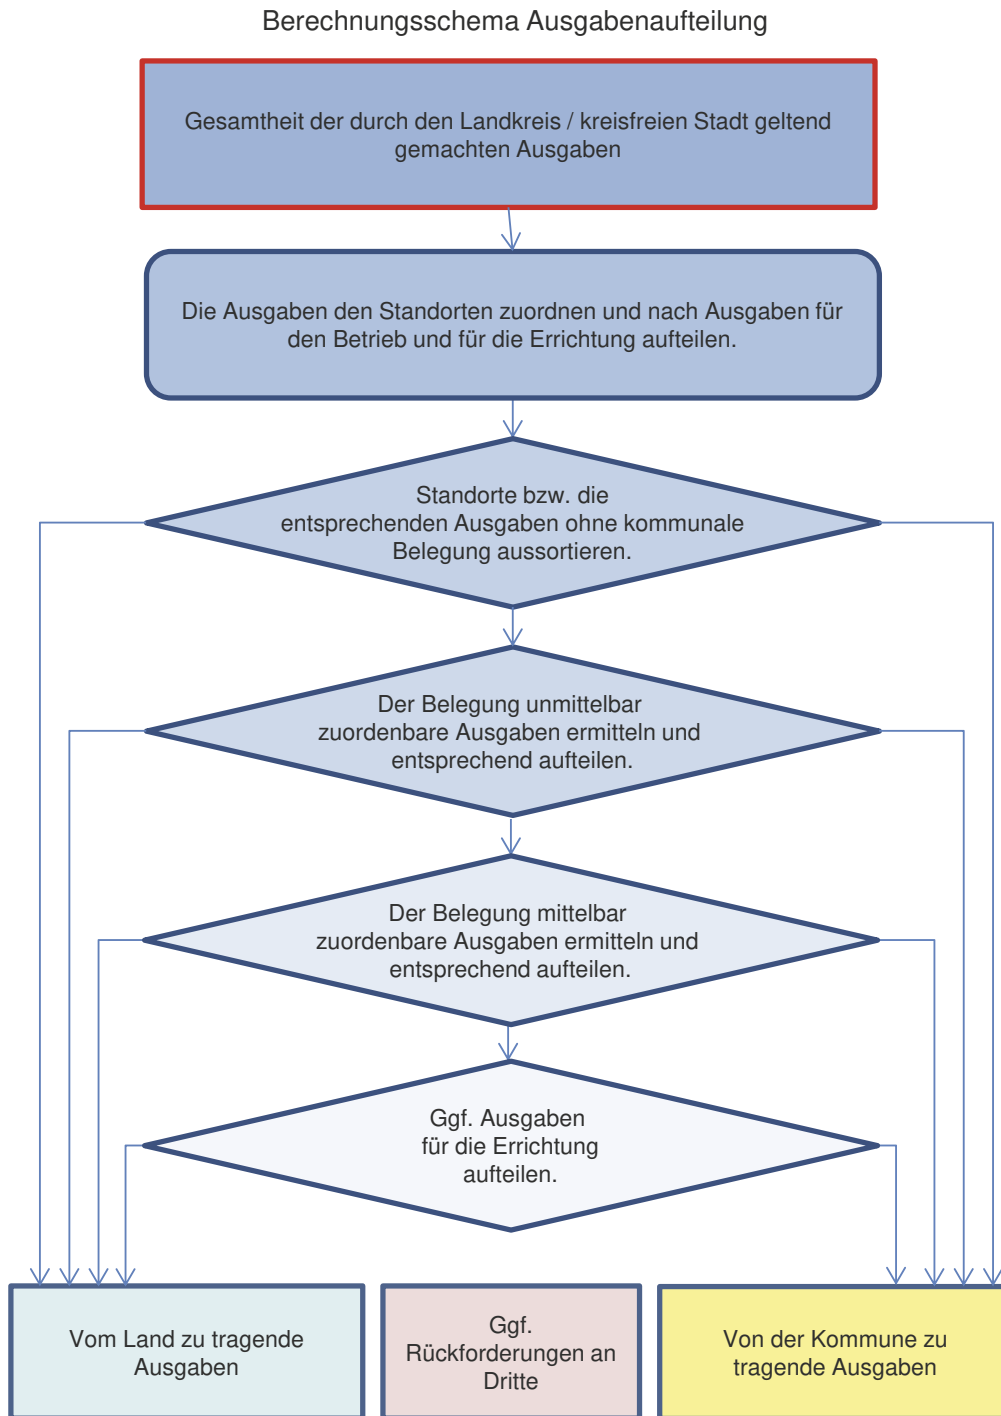 Berechnungsschema Ausgabenaufteilung
Gesamtheit der durch den Landkreis / kreisfreien Stadt geltend
gemachten Ausgaben
Die Ausgaben den Standorten zuordnen und nach Ausgaben für
den Betrieb und für die Errichtung aufteilen.
Standorte bzw. die
entsprechenden Ausgaben ohne kommunale
Belegung aussortieren.
Der Belegung unmittelbar
zuordenbare Ausgaben ermitteln und
entsprechend aufteilen.
Der Belegung mittelbar
zuordenbare Ausgaben ermitteln und
entsprechend aufteilen.
Ggf. Ausgaben
für die Errichtung
aufteilen.
Vom Land zu tragende
Ausgaben
Ggf.
Rückforderungen an
Dritte
Von der Kommune zu
tragende Ausgaben